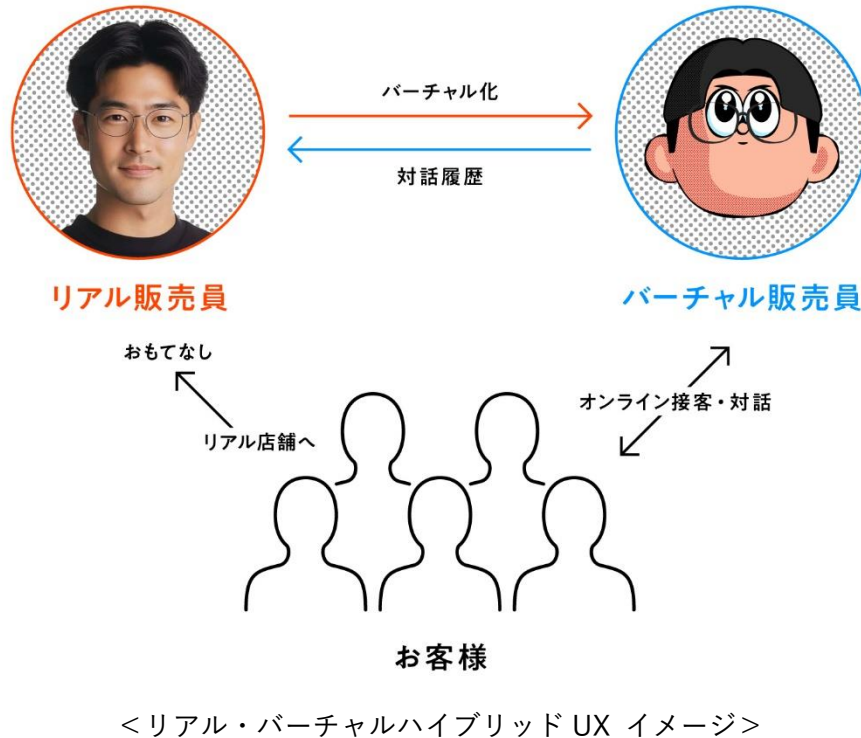 バーチャル化
対話履歴
リアル販売員
バーチャル販売員
おもてなし
オンライン接客・対話
リアル店舗へ
お客様
＜リアル・バーチャルハイブリッド UX イメージ＞